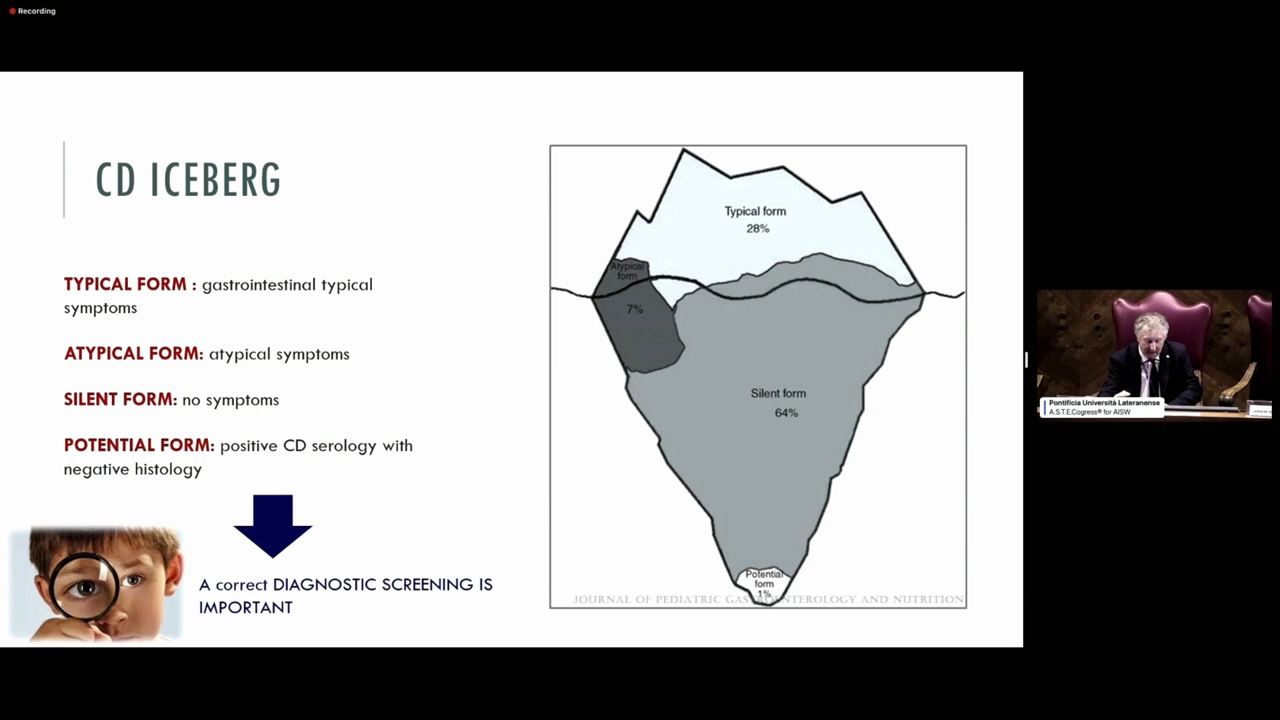 Recording
CD ICEBERG
TYPICAL FORM : gastrointestinal typical
symptoms
ATYPICAL FORM: atypical symptoms
SILENT FORM: no symptoms
POTENTIAL FORM: positive CD serology with
negative histology
A correct DIAGNOSTIC SCREENING IS
IMPORTANT
Typical form
28%
Atypical
form
7%
Silent form
64%
Potential
form
1%
JOURNAL OF PEDIATRIC GASTROENTEROLOGY AND NUTRITION
Pontificia Università Lateranense
A.S.T.E.Cogress® for AISW